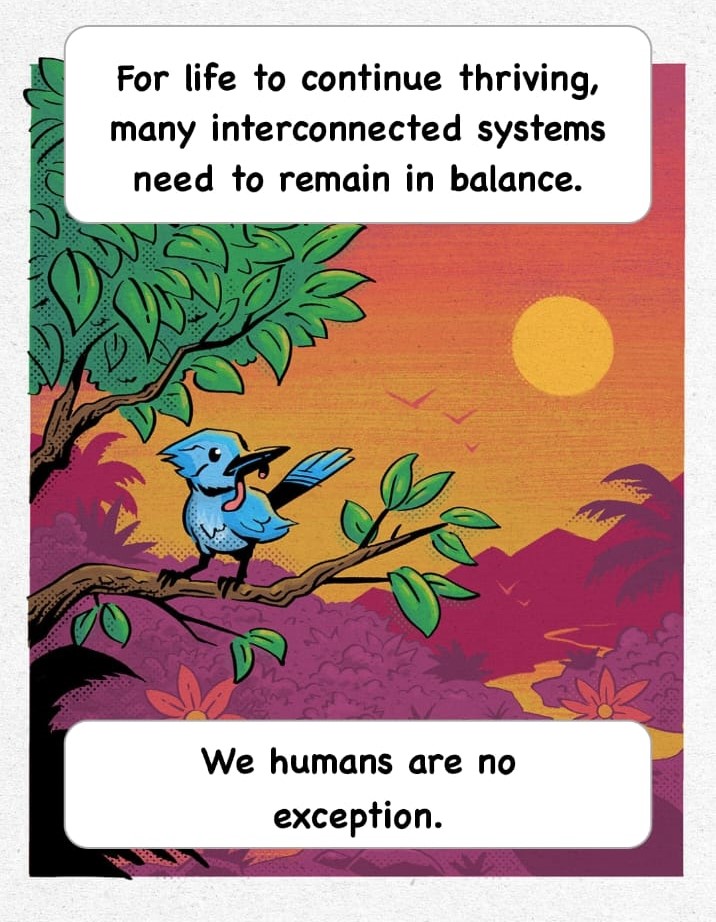 For life to continue thriving,
many interconnected systems
need to remain in balance.
We humans are no
exception.